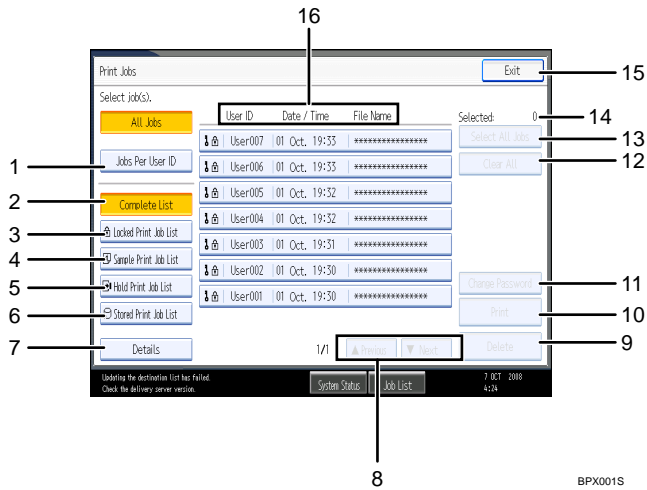 16
Print Jobs
Exit
15
Select job(s).
All Jobs
User ID Date / Time File Name
Selected: 0
14
User007 01 Oct. 19:33 ****************
Select All Jobs
13
1
Jobs Per User ID
User006 01 Oct. 19:33 ****************
Clear All
12
2
Complete List
User005 01 Oct. 19:32 ****************
3
Locked Print Job List
User004 01 Oct. 19:32 ****************
4
Sample Print Job List
User003 01 Oct. 19:31 ****************
5
Hold Print Job List
User002 01 Oct. 19:30 ****************
Change Password
11
6
Stored Print Job List
User001 01 Oct. 19:30 ****************
Print
10
7
Details
1/1
▲ Previous
▼ Next
Delete
9
Updating the destination list has failed.
Check the delivery server version.
System Status
Job List
7 OCT 2008
4:24
8
BPX001S